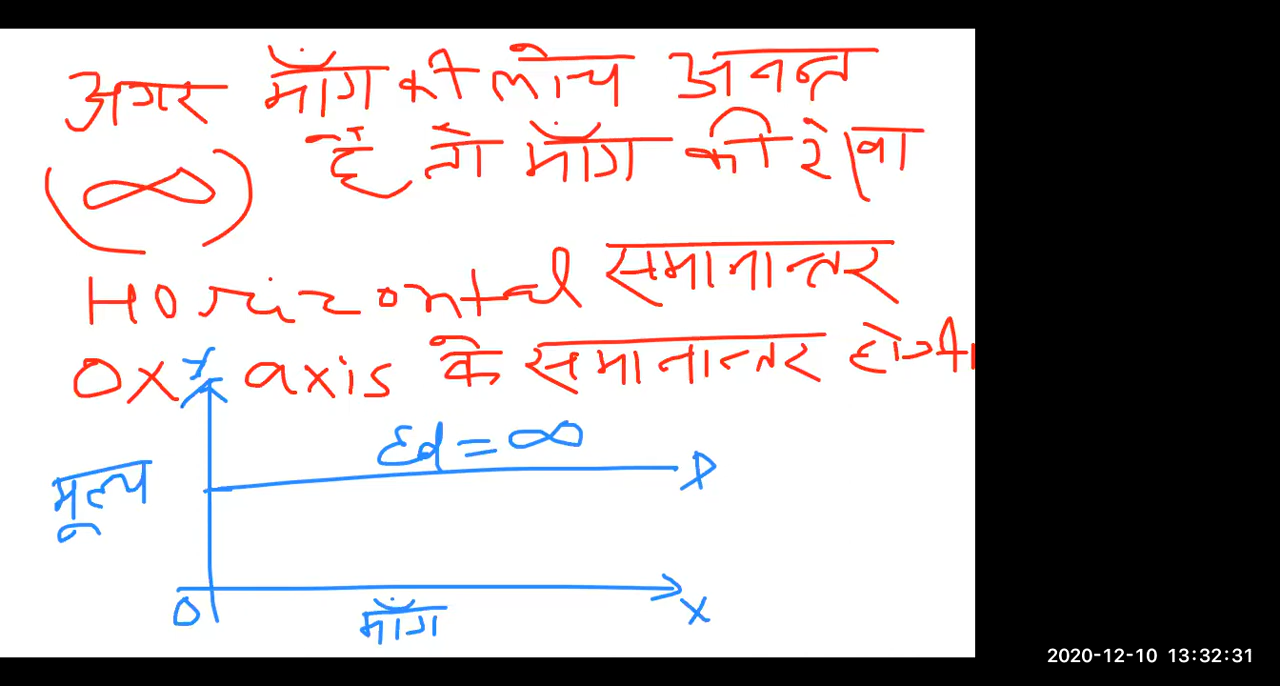 अगर माँग की लोच अनन्त
(∞) है तो माँग की रेखा
Horizontal समानान्तर
OX axis के समानान्तर होगी
Y
Ed = ∞
मूल्य
D
O
माँग
X
2020-12-10 13:32:31